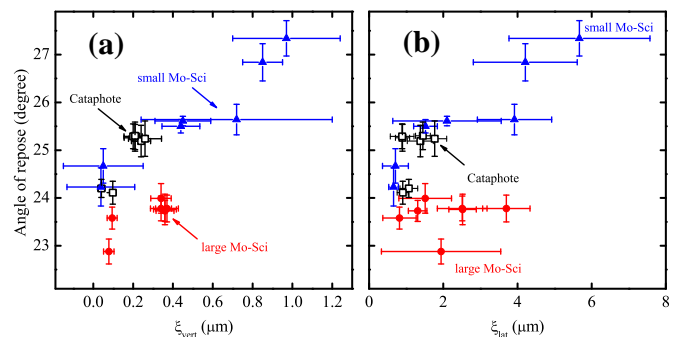 (a)
(b)
small Mo-Sci
small Mo-Sci
Cataphote
Cataphote
large Mo-Sci
large Mo-Sci
Angle of repose (degree)
27
26
25
24
23
0.0 0.2 0.4 0.6 0.8 1.0 1.2
0 2 4 6 8
ξvert (μm)
ξlat (μm)